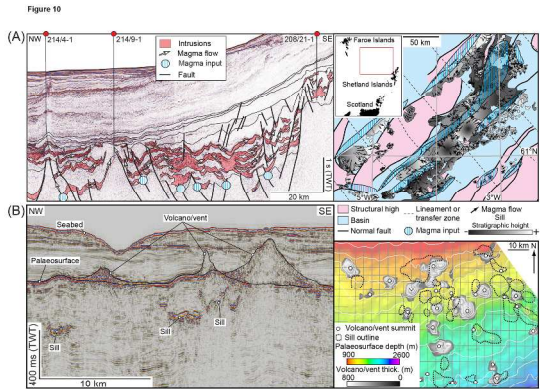 Figure 10
(A)
NW
214/4-1
214/9-1
208/21-1
SE
Intrusions
Magma flow
Magma input
Fault
1 s (TWT)
20 km
Faroe Islands
Shetland Islands
Scotland
50 km
61°N
5°W
3°W
Structural high
Basin
Normal fault
Lineament or
transfer zone
Magma input
Magma flow
Sill
Stratigraphic height
- +
(B)
NW
SE
Seabed
Volcano/vent
Palaeosurface
Sill
Sill
Sill
400 ms (TWT)
10 km
10 km
N
Volcano/vent summit
Sill outline
Palaeosurface depth (m)
900 2600
Volcano/vent thick. (m)
800 0